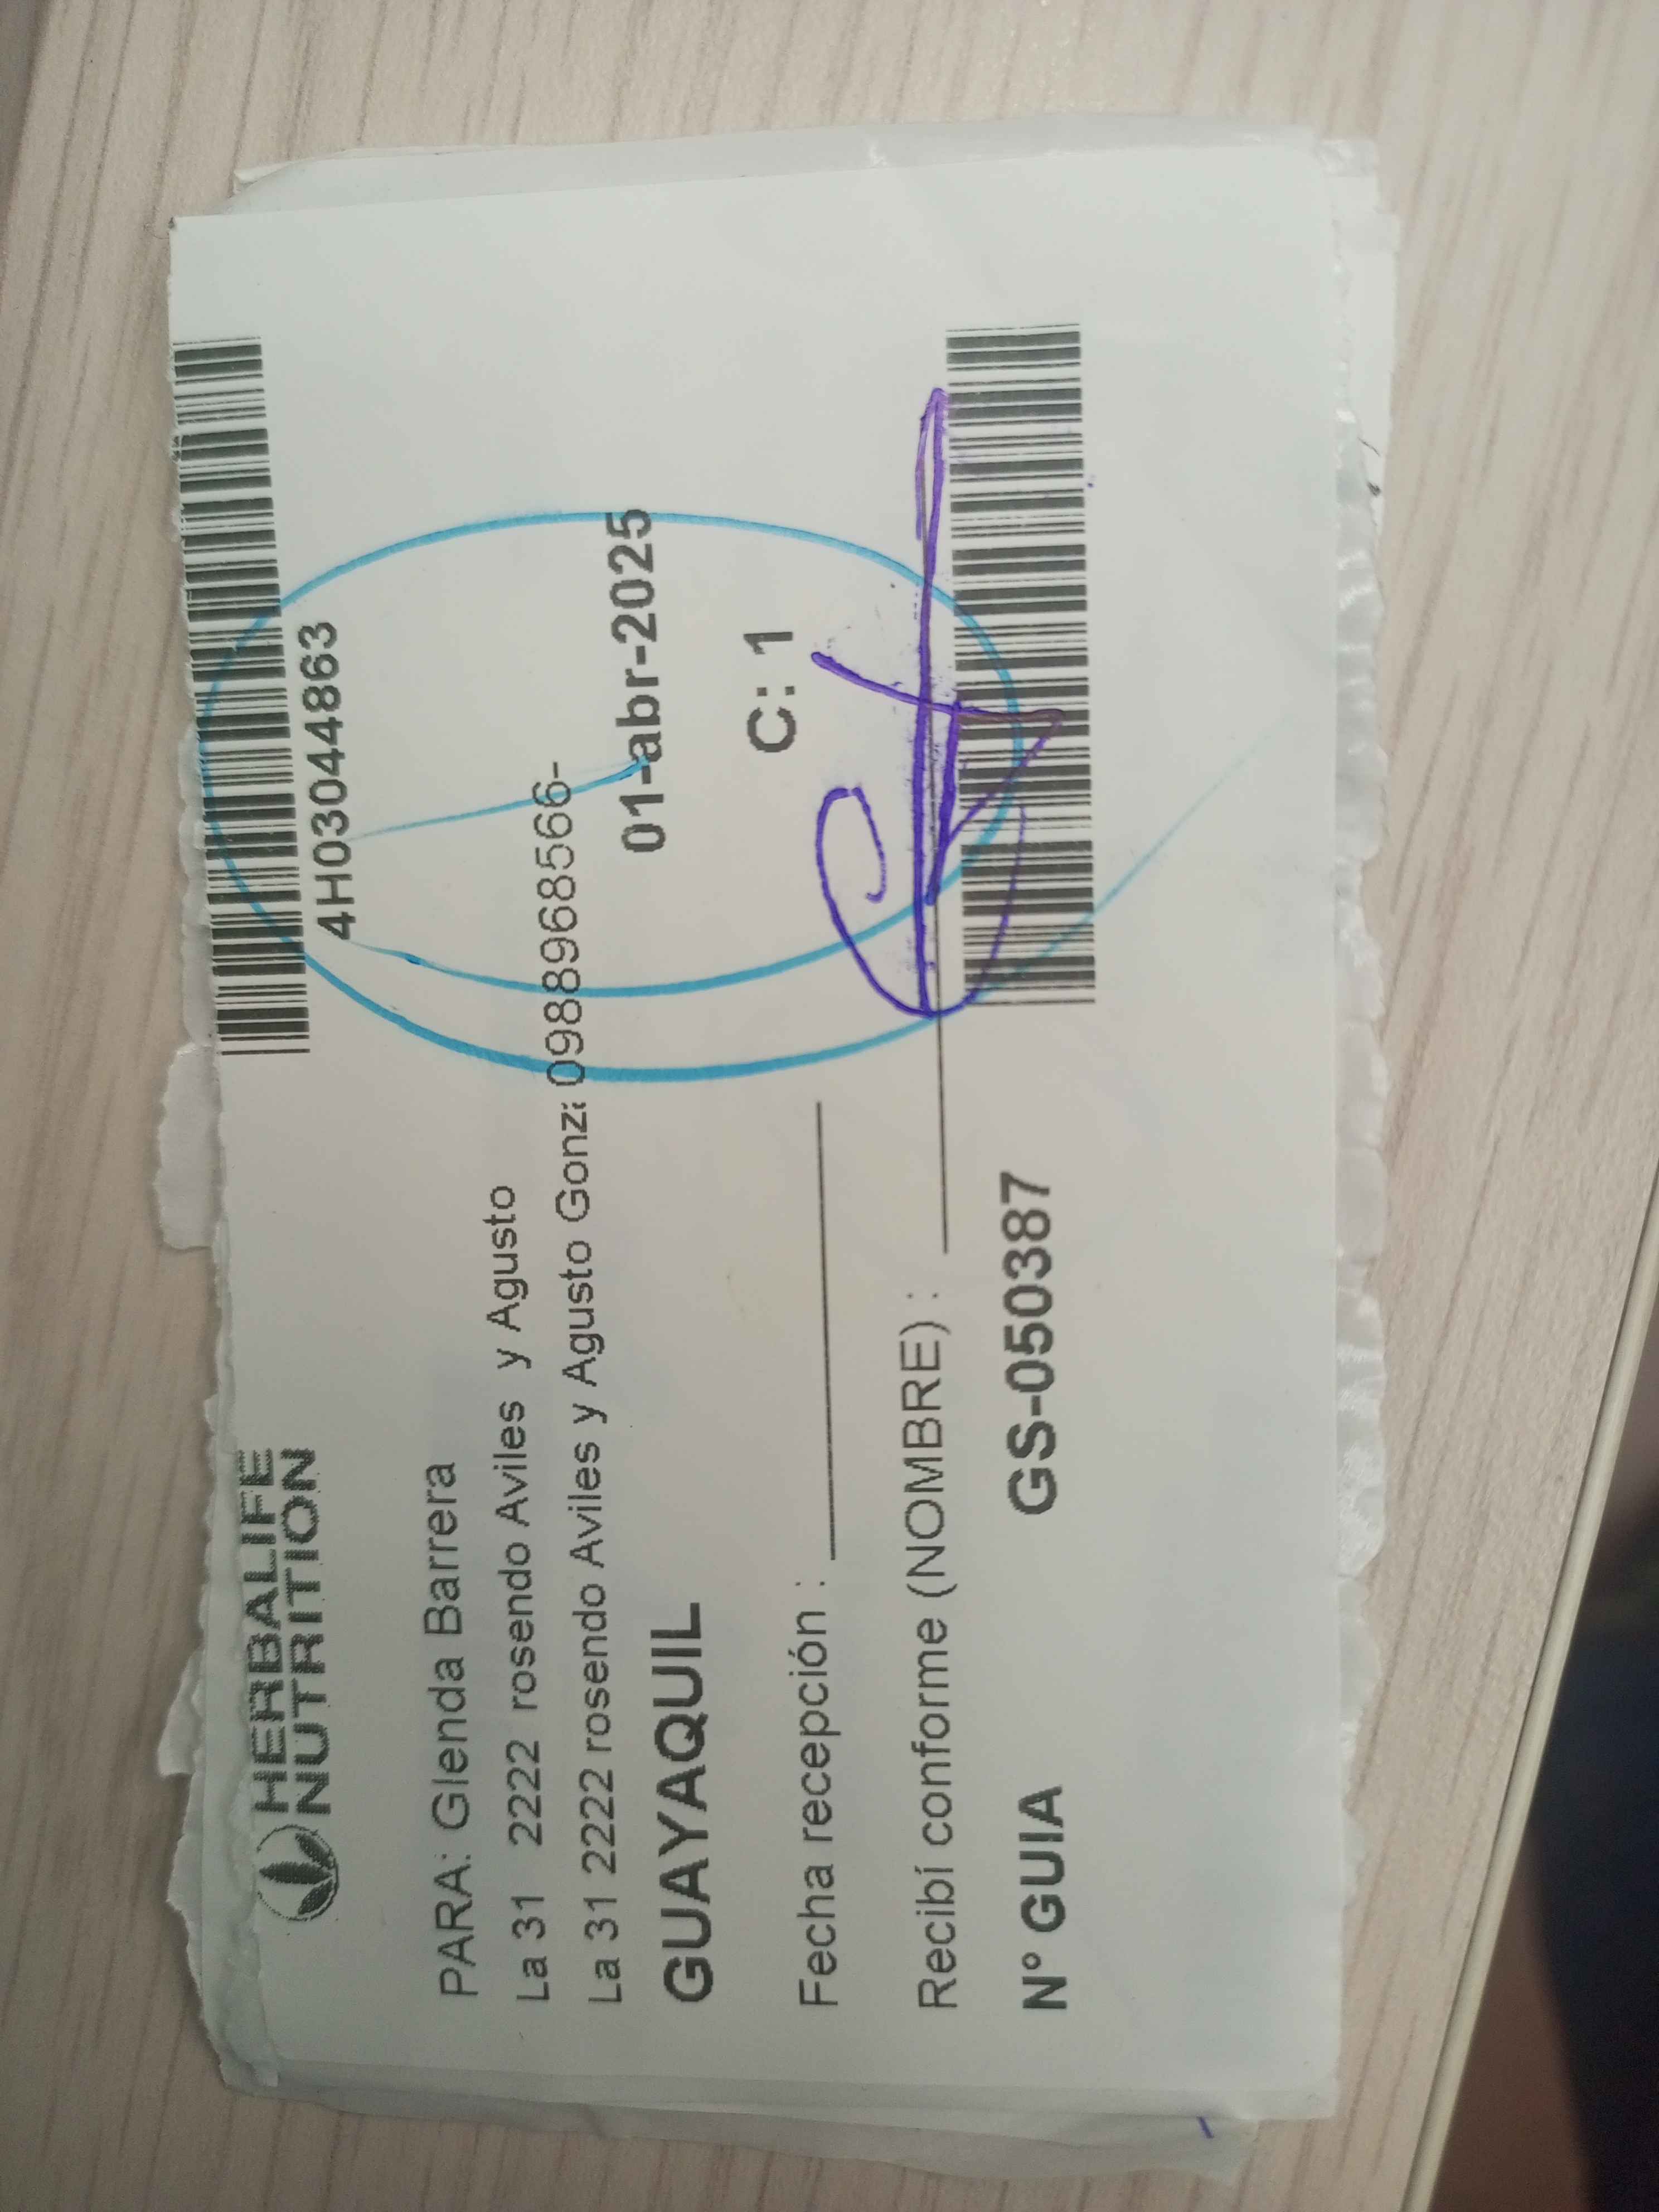 HERBALIFE
NUTRITION
4H03044863
PARA: Glenda Barrera
La 31 2222 rosendo Aviles y Agusto
La 31 2222 rosendo Aviles y Agusto Gonz: 0988968566-
GUAYAQUIL 01-abr-2025
C: 1
Fecha recepción :
Recibí conforme (NOMBRE) :
N° GUIA GS-050387